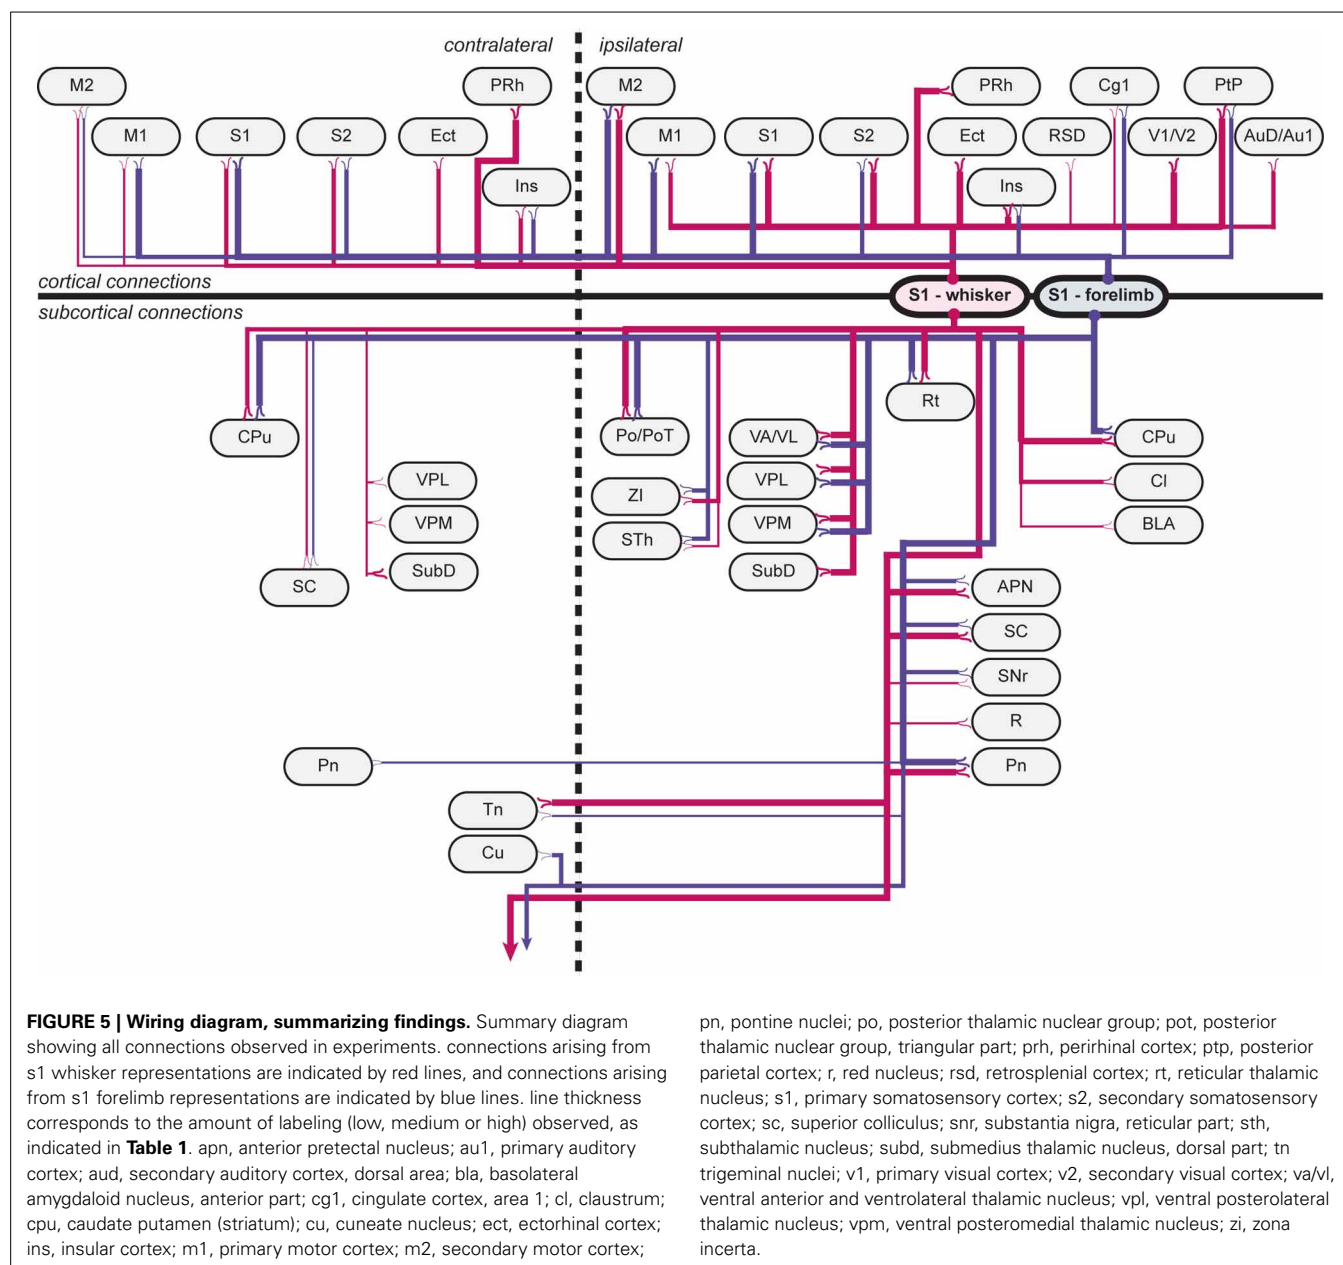 contralateral
ipsilateral
M2
PRh
M2
PRh
Cg1
PtP
M1
S1
S2
Ect
M1
S1
S2
Ect
RSD
V1/V2
AuD/Au1
Ins
Ins
cortical connections
S1 - whisker
S1 - forelimb
subcortical connections
Rt
CPu
Po/PoT
VA/VL
CPu
VPL
ZI
VPL
Cl
VPM
STh
VPM
BLA
SC
SubD
SubD
APN
SC
SNr
R
Pn
Pn
Tn
Cu
FIGURE 5 | Wiring diagram, summarizing findings. Summary diagram
showing all connections observed in experiments. connections arising from
s1 whisker representations are indicated by red lines, and connections arising
from s1 forelimb representations are indicated by blue lines. line thickness
corresponds to the amount of labeling (low, medium or high) observed, as
indicated in Table 1. apn, anterior pretectal nucleus; au1, primary auditory
cortex; aud, secondary auditory cortex, dorsal area; bla, basolateral
amygdaloid nucleus, anterior part; cg1, cingulate cortex, area 1; cl, claustrum;
cpu, caudate putamen (striatum); cu, cuneate nucleus; ect, ectorhinal cortex;
ins, insular cortex; m1, primary motor cortex; m2, secondary motor cortex;
pn, pontine nuclei; po, posterior thalamic nuclear group; pot, posterior
thalamic nuclear group, triangular part; prh, perirhinal cortex; ptp, posterior
parietal cortex; r, red nucleus; rsd, retrosplenial cortex; rt, reticular thalamic
nucleus; s1, primary somatosensory cortex; s2, secondary somatosensory
cortex; sc, superior colliculus; snr, substantia nigra, reticular part; sth,
subthalamic nucleus; subd, submedius thalamic nucleus, dorsal part; tn
trigeminal nuclei; v1, primary visual cortex; v2, secondary visual cortex; va/vl,
ventral anterior and ventrolateral thalamic nucleus; vpl, ventral posterolateral
thalamic nucleus; vpm, ventral posteromedial thalamic nucleus; zi, zona
incerta.